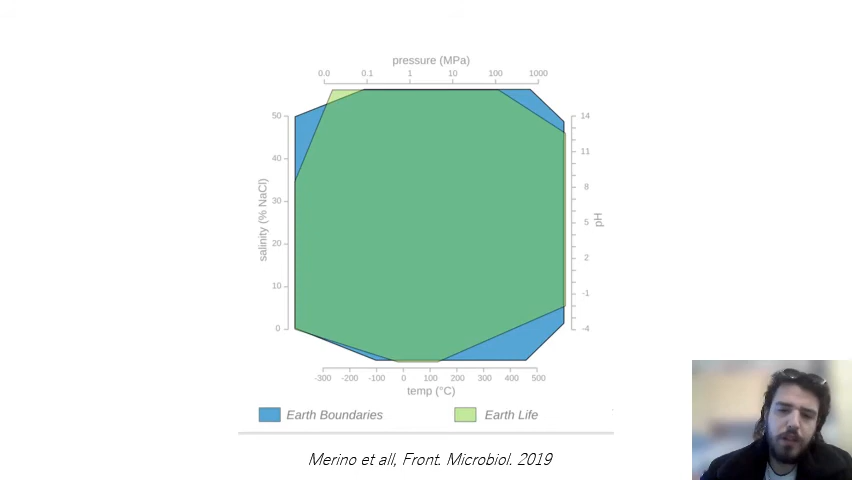 pressure (MPa)
0.0 0.1 1 10 100 1000
50 40 30 20 10 0
salinity (% NaCl)
14 11 8 5 2 -1 -4
pH
-300 -200 -100 0 100 200 300 400 500
temp (°C)
Earth Boundaries Earth Life
Merino et all, Front. Microbiol. 2019